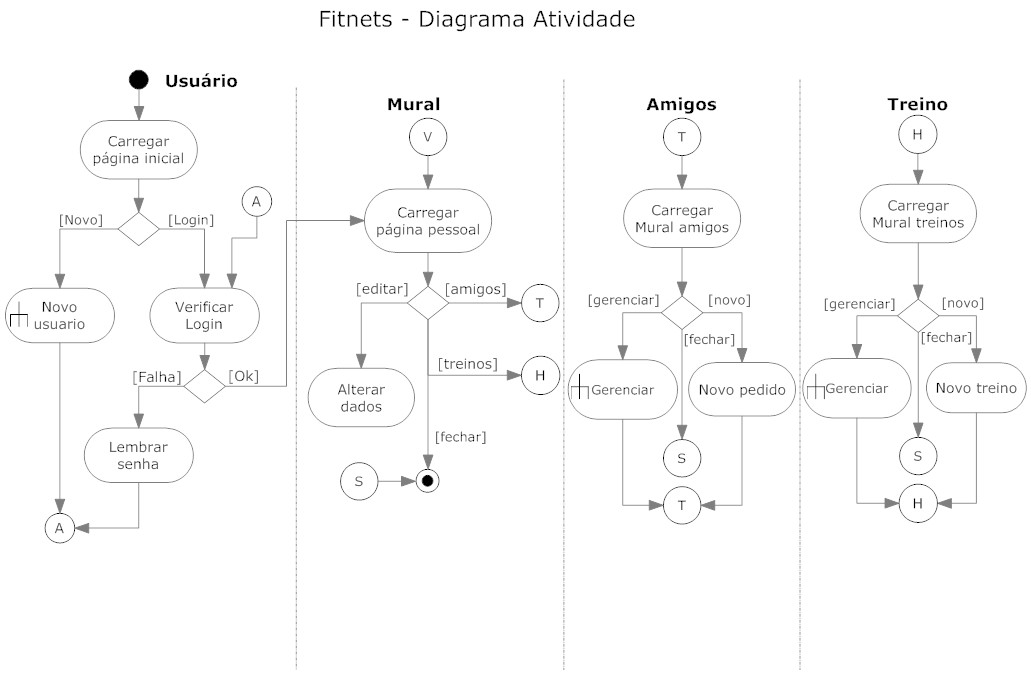 Fitnets - Diagrama Atividade
Usuário
Carregar
página inicial
[Novo]
[Login]
A
Novo
usuario
Verificar
Login
[Falha]
[Ok]
Lembrar
senha
A
Mural
V
Carregar
página pessoal
[editar]
[amigos]
T
[treinos]
H
Alterar
dados
[fechar]
S
Amigos
T
Carregar
Mural amigos
[gerenciar]
[novo]
[fechar]
Gerenciar
Novo pedido
S
T
Treino
H
Carregar
Mural treinos
[gerenciar]
[novo]
[fechar]
Gerenciar
Novo treino
S
H